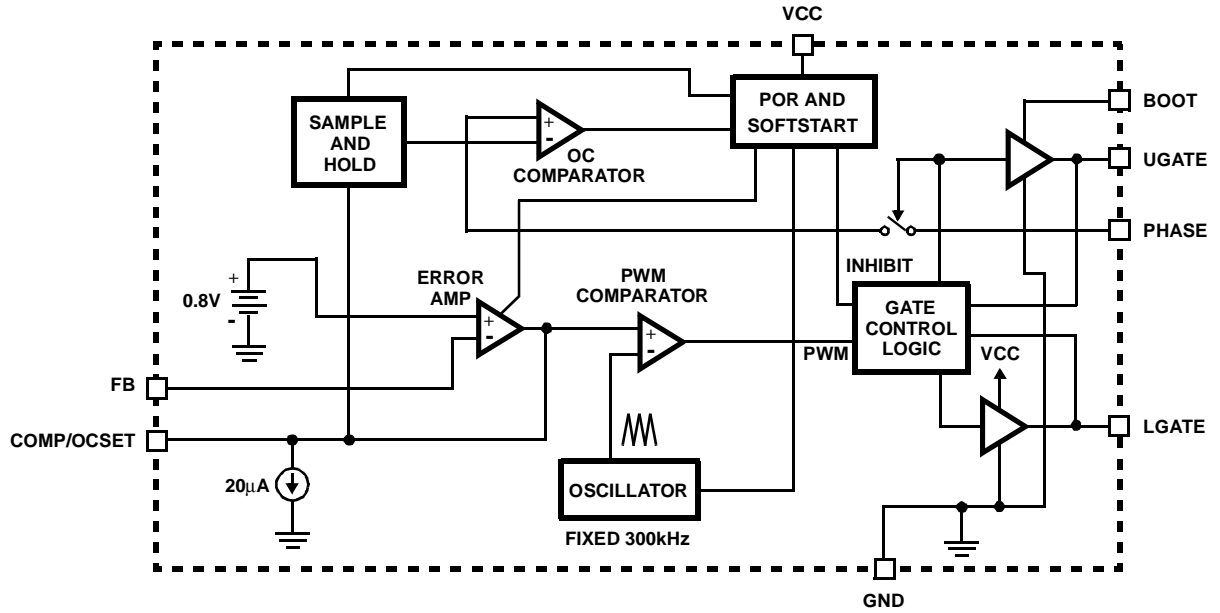 VCC
BOOT
POR AND
SOFTSTART
SAMPLE
AND
HOLD
+
-
OC
COMPARATOR
UGATE
PHASE
INHIBIT
+
0.8V
-
ERROR
AMP
+
-
PWM
COMPARATOR
+
-
PWM
GATE
CONTROL
LOGIC
VCC
FB
COMP/OCSET
LGATE
20μA
OSCILLATOR
FIXED 300kHz
GND